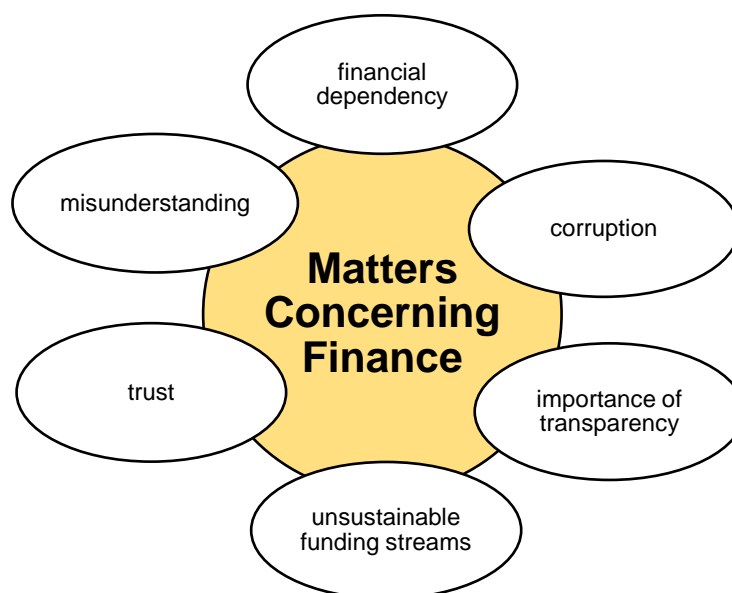 financial
dependency
misunderstanding
corruption
Matters
Concerning
Finance
trust
importance of
transparency
unsustainable
funding streams